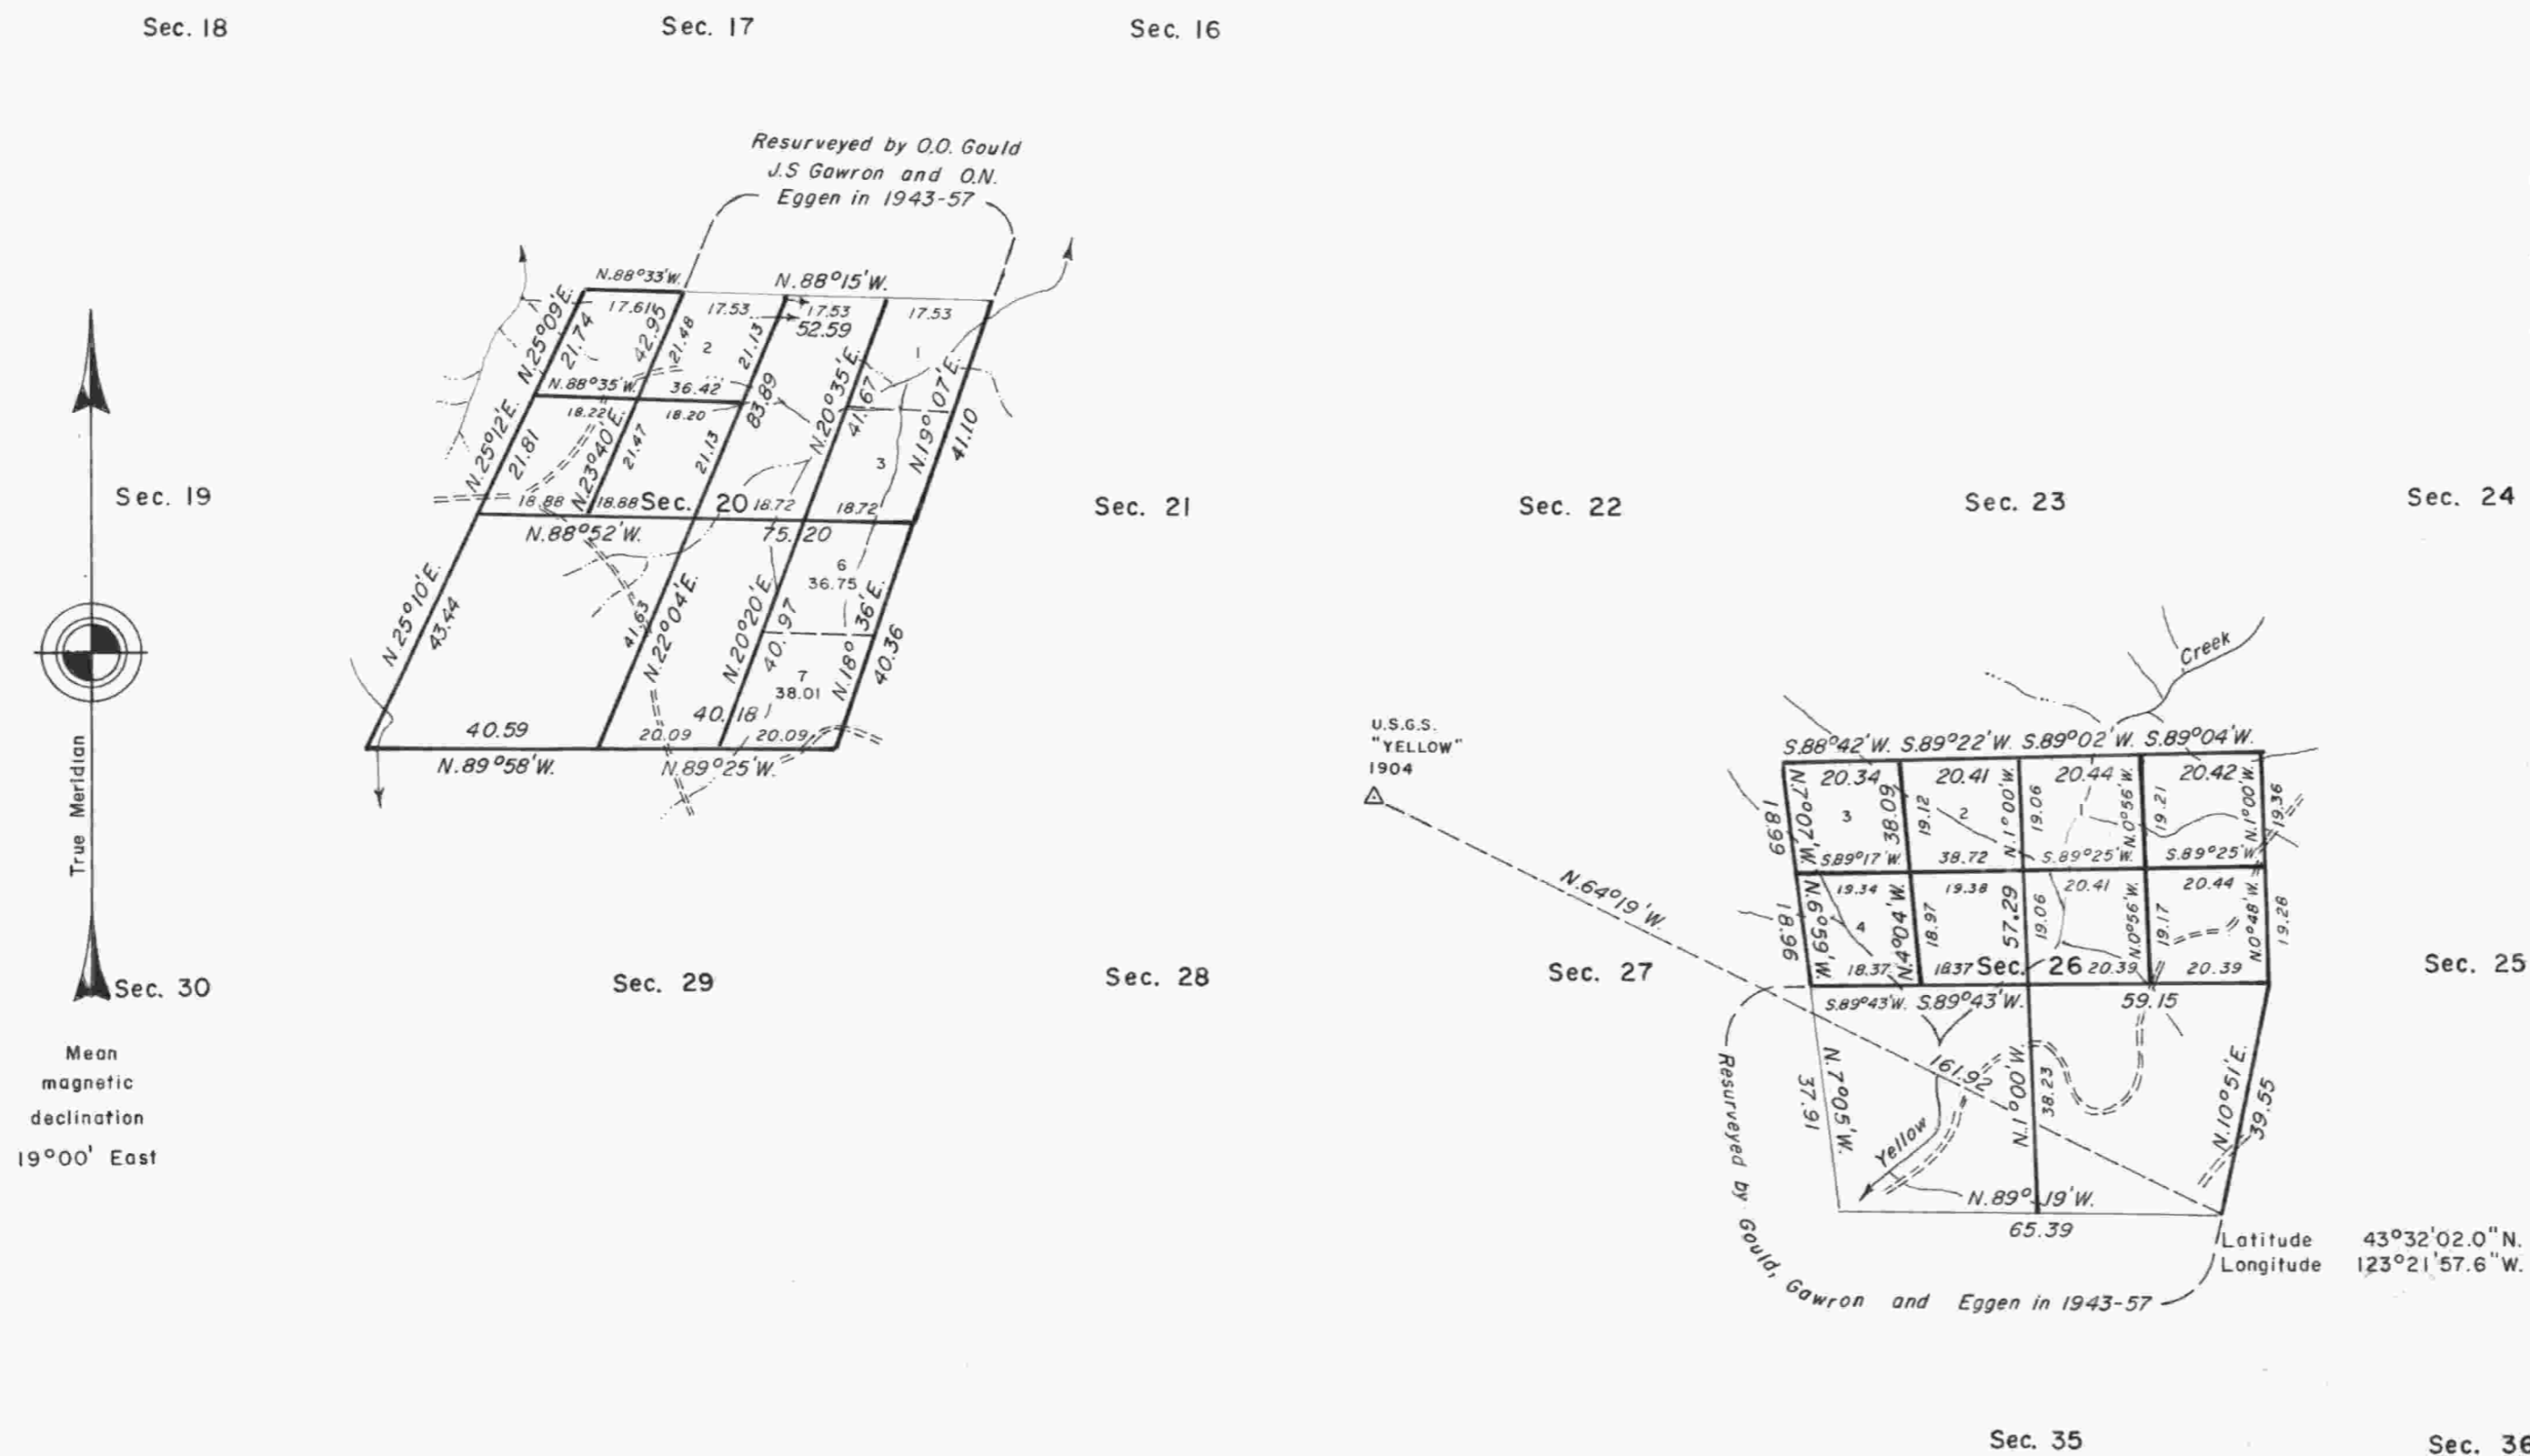 Sec. 18
Sec. 17
Sec. 16
Resurveyed by O.O. Gould
J.S Gawron and O.N.
Eggen in 1943-57
N.88°33'W.
N.88°15'W.
N.25°09'E.
21.74
17.61½
42.95
21.48
17.53
2
21.13
17.53
52.59
17.53
1
N.88°35'W.
36.42
83.89
N.20°35'E.
41.67
N.19°07'E.
41.10
N.25°12'E.
21.81
18.22½
N.23°40'E.
21.47
18.20
21.13
3
Sec. 19
18.88
18.88
Sec. 20
18.72
18.72
Sec. 21
Sec. 22
Sec. 23
Sec. 24
N.88°52'W.
75.20
N.25°10'E.
43.44
41.63
N.22°04'E.
N.20°20'E.
40.97
6
36.75
N.18°36'E.
40.36
7
38.01
40.18
40.59
20.09
20.09
N.89°58'W.
N.89°25'W.
True Meridian
Creek
U.S.G.S.
"YELLOW"
1904
N.64°19'W.
S.88°42'W. S.89°22'W. S.89°02'W. S.89°04'W.
N.7°07'W.
18.99
20.34
3
38.09
19.12
20.41
2
N.1°00'W.
19.06
20.44
1
N.0°56'W.
19.21
20.42
N.1°00'W.
19.36
S.89°17'W.
38.72
S.89°25'W.
S.89°25'W.
N.6°59'W.
18.96
19.34
4
N.4°04'W.
18.97
19.38
57.29
19.06
20.41
N.0°56'W.
19.17
20.44
N.0°48'W.
19.28
18.37
18.37
Sec. 26
20.39
20.39
Sec. 30
Sec. 29
Sec. 28
Sec. 27
Sec. 25
S.89°43'W. S.89°43'W.
59.15
Mean
magnetic
declination
19°00' East
N.7°05'W.
37.91
161.92
N.1°00'W.
38.23
N.10°51'E.
39.55
Yellow
N.89°19'W.
65.39
Resurveyed by Gould, Gawron and Eggen in 1943-57
Latitude 43°32'02.0"N.
Longitude 123°21'57.6"W.
Sec. 35
Sec. 36